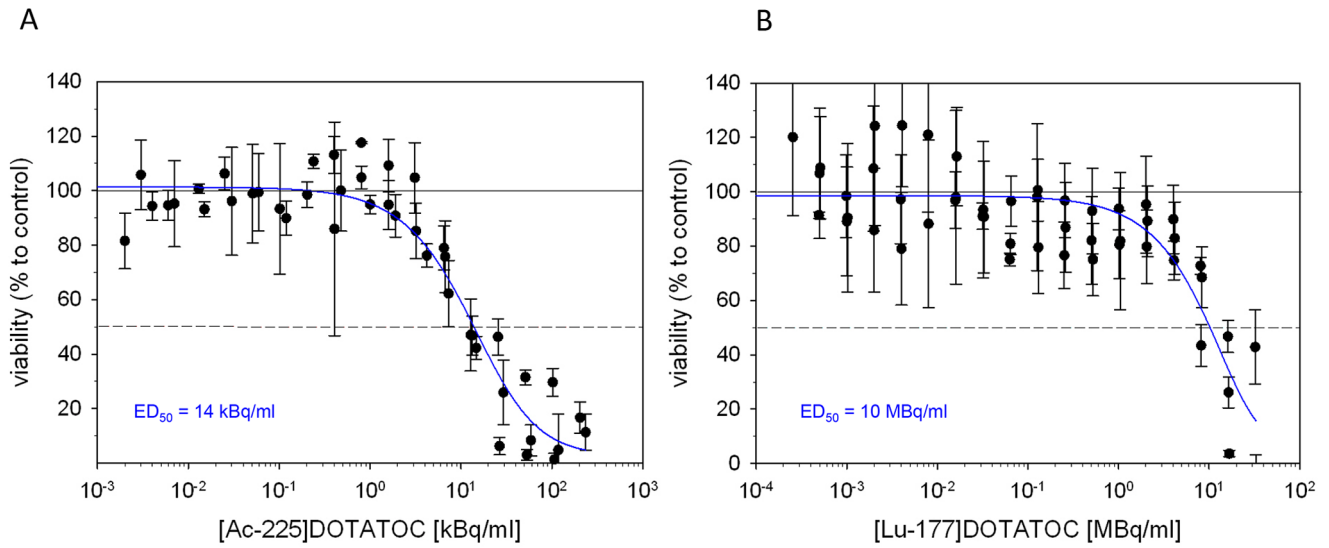 A
B
140
120
100
80
60
40
20
viability (% to control)
ED50 = 14 kBq/ml
10-3 10-2 10-1 100 101 102 103
[Ac-225]DOTATOC [kBq/ml]
140
120
100
80
60
40
20
0
viability (% to control)
ED50 = 10 MBq/ml
10-4 10-3 10-2 10-1 100 101 102
[Lu-177]DOTATOC [MBq/ml]